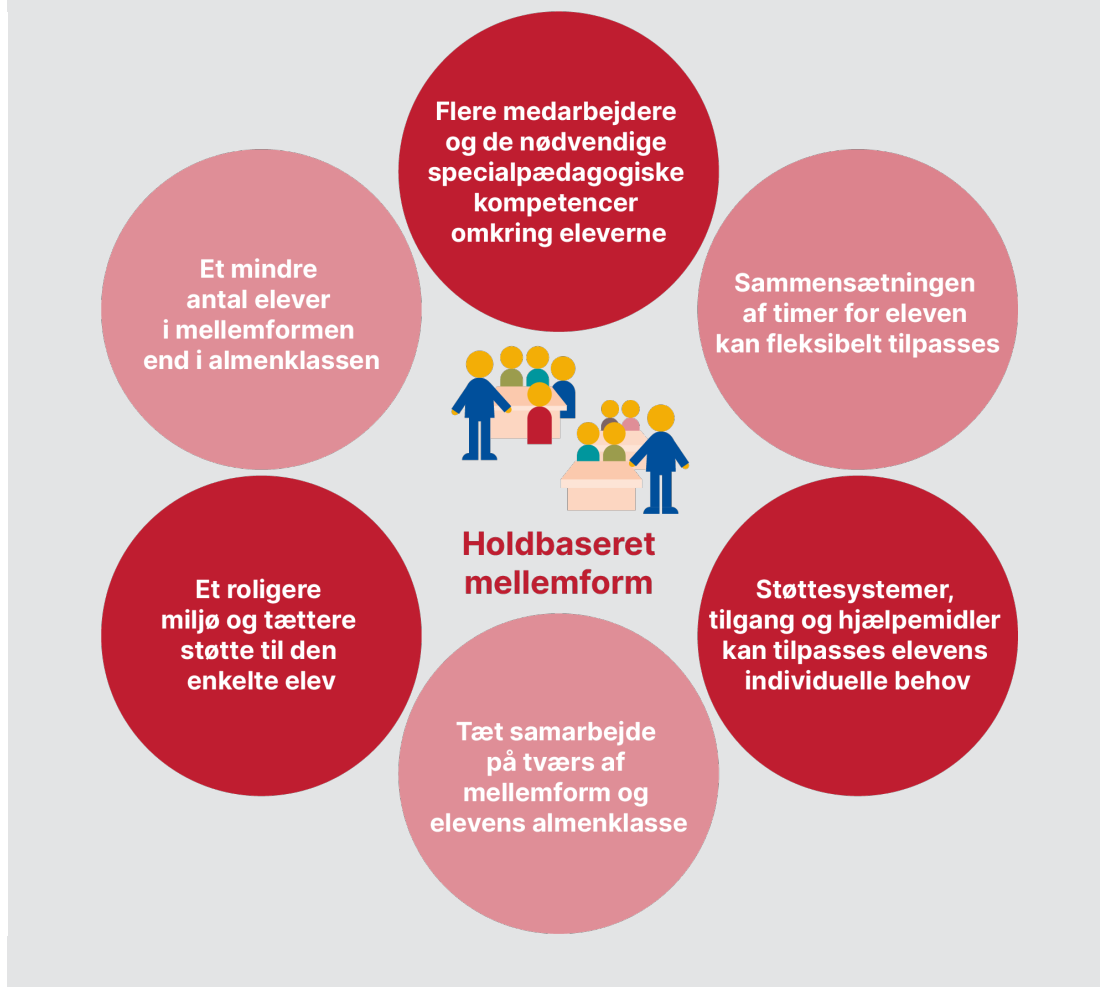 Flere medarbejdere
og de nødvendige
specialpædagogiske
kompetencer
omkring eleverne
Et mindre
antal elever
i mellemformen
end i almenklassen
Sammensætningen
af timer for eleven
kan fleksibelt tilpasses
Holdbaseret
mellemform
Et roligere
miljø og tættere
støtte til den
enkelte elev
Støttesystemer,
tilgang og hjælpemidler
kan tilpasses elevens
individuelle behov
Tæt samarbejde
på tværs af
mellemform og
elevens almenklasse